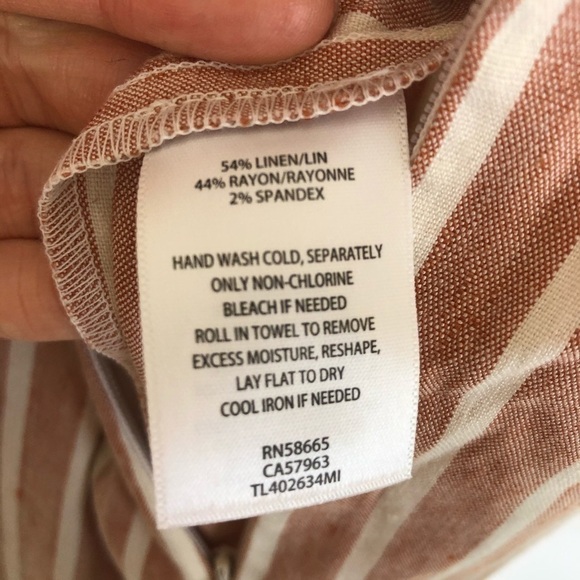 54% LINEN/LIN
44% RAYON/RAYONNE
2% SPANDEX
HAND WASH COLD, SEPARATELY
ONLY NON-CHLORINE
BLEACH IF NEEDED
ROLL IN TOWEL TO REMOVE
EXCESS MOISTURE, RESHAPE,
LAY FLAT TO DRY
COOL IRON IF NEEDED
RN58665
CA57963
TL402634MI